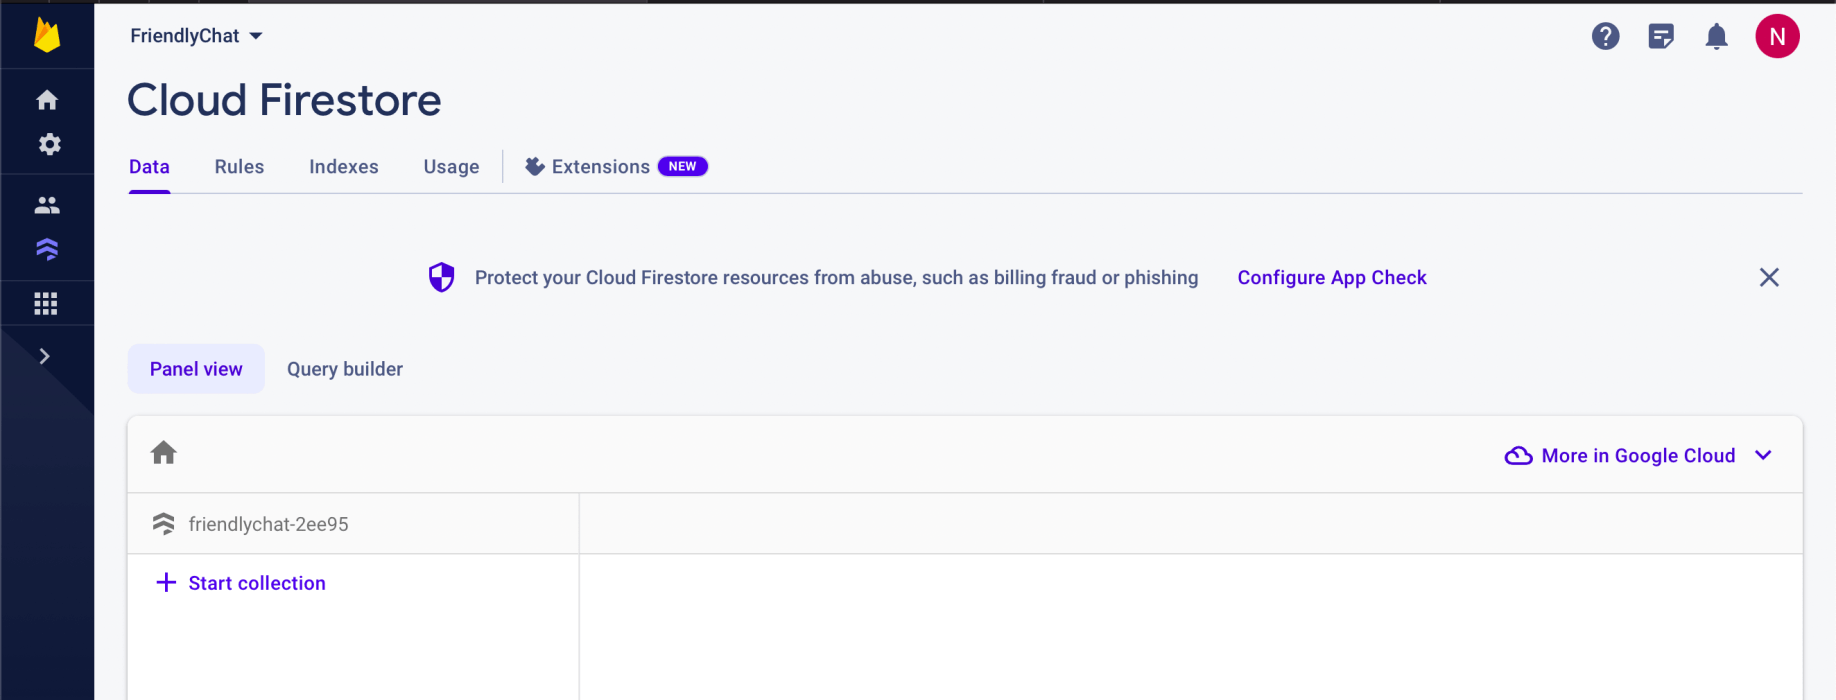 FriendlyChat
N
Cloud Firestore
Data Rules Indexes Usage Extensions NEW
Protect your Cloud Firestore resources from abuse, such as billing fraud or phishing Configure App Check
Panel view Query builder
More in Google Cloud
friendlychat-2ee95
Start collection